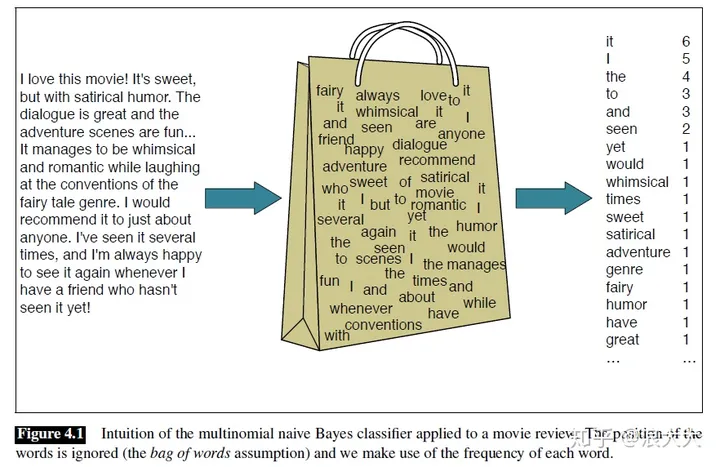 I love this movie! It's sweet,
but with satirical humor. The
dialogue is great and the
adventure scenes are fun...
It manages to be whimsical
and romantic while laughing
at the conventions of the
fairy tale genre. I would
recommend it to just about
anyone. I've seen it several
times, and I'm always happy
to see it again whenever I
have a friend who hasn't
seen it yet!
fairy always love to it
it whimsical it I
and seen are anyone
friend happy dialogue
adventure recommend
who sweet of satirical
it I but to movie it
romantic I
several yet
again it the humor
the seen would
to scenes I the manages
fun the times and
I and about while
whenever have
conventions
with
it 6
I 5
the 4
to 3
and 3
seen 2
yet 1
would 1
whimsical 1
times 1
sweet 1
satirical 1
adventure 1
genre 1
fairy 1
humor 1
have 1
great 1
... ...
Figure 4.1 Intuition of the multinomial naive Bayes classifier applied to a movie review. The position of the
words is ignored (the bag of words assumption) and we make use of the frequency of each word.
知乎